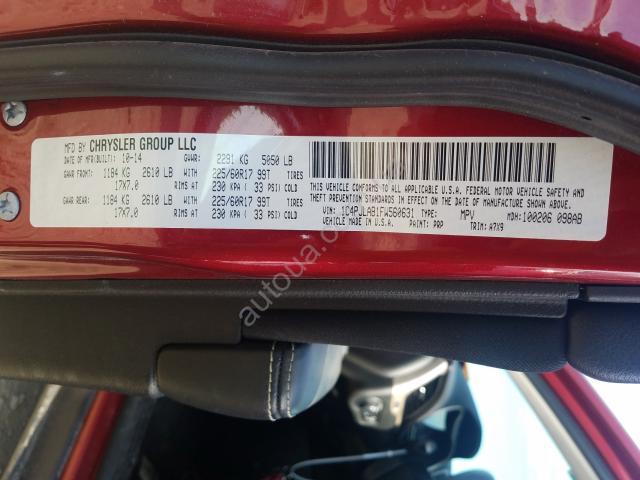 MFD BY CHRYSLER GROUP LLC
DATE OF MFR(BUILT): 10-14 GVWR: 2291 KG 5050 LB
GAWR FRONT: 1184 KG 2610 LB WITH 225/60R17 99T TIRES
17X7.0 RIMS AT 230 KPA ( 33 PSI) COLD
GAWR REAR: 1184 KG 2610 LB WITH 225/60R17 99T TIRES
17X7.0 RIMS AT 230 KPA ( 33 PSI) COLD
THIS VEHICLE CONFORMS TO ALL APPLICABLE U.S.A. FEDERAL MOTOR VEHICLE SAFETY AND
THEFT PREVENTION STANDARDS IN EFFECT ON THE DATE OF MANUFACTURE SHOWN ABOVE.
VIN: 1C4PJLAB1FW560631 TYPE: MPV MDH: 100206 098AB
VEHICLE MADE IN U.S.A. PAINT: PRP TRIM: A7X9
autoua.com